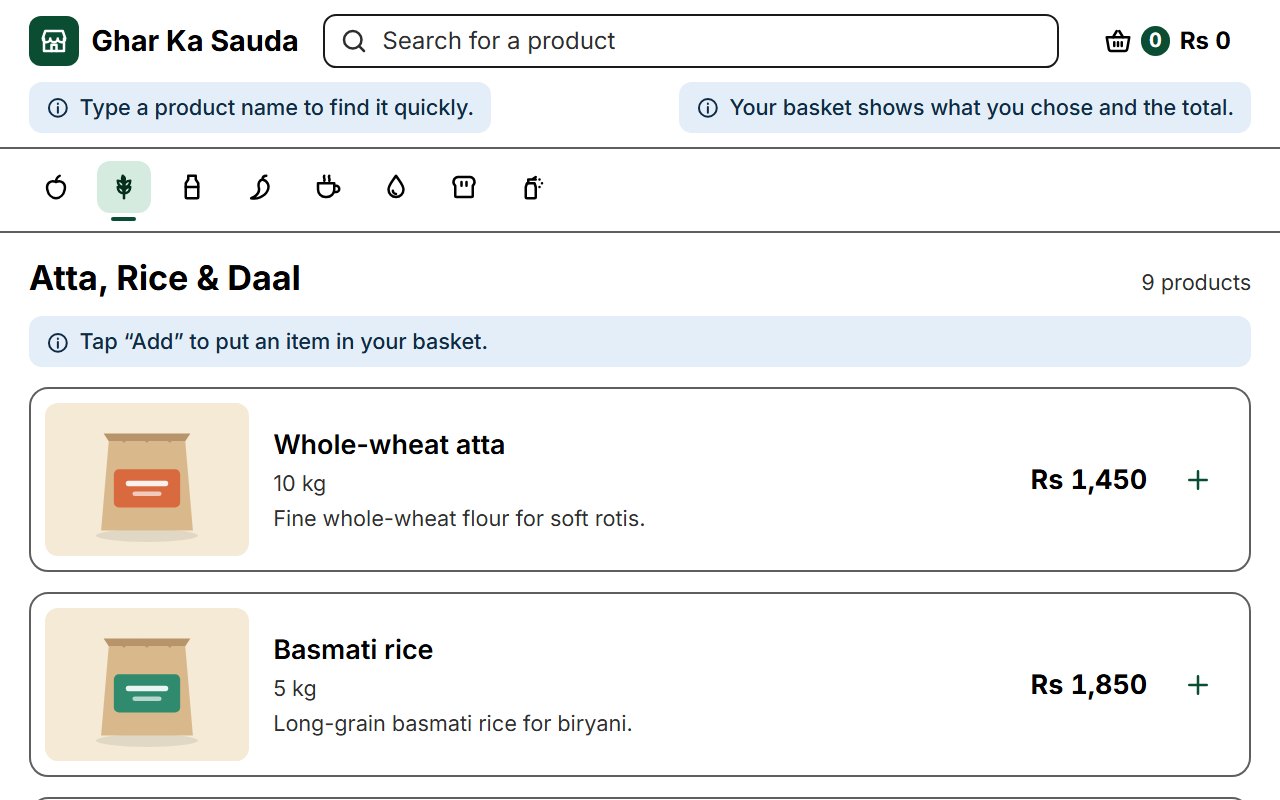 Ghar Ka Sauda
Search for a product
0 Rs 0
Type a product name to find it quickly.
Your basket shows what you chose and the total.
Atta, Rice & Daal
9 products
Tap “Add” to put an item in your basket.
Whole-wheat atta
10 kg
Fine whole-wheat flour for soft rotis.
Rs 1,450
Basmati rice
5 kg
Long-grain basmati rice for biryani.
Rs 1,850